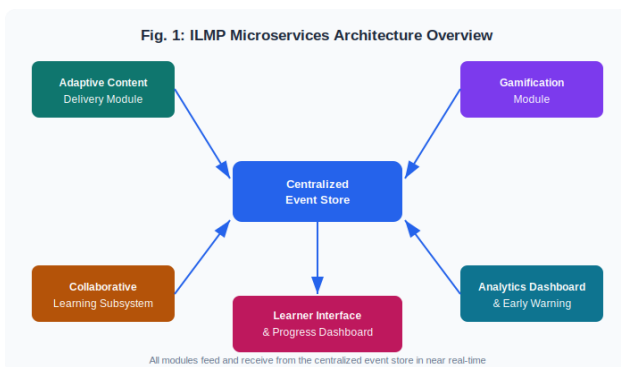 Fig. 1: ILMP Microservices Architecture Overview
Adaptive Content
Delivery Module
Gamification
Module
Centralized
Event Store
Collaborative
Learning Subsystem
Analytics Dashboard
& Early Warning
Learner Interface
& Progress Dashboard
All modules feed and receive from the centralized event store in near real-time